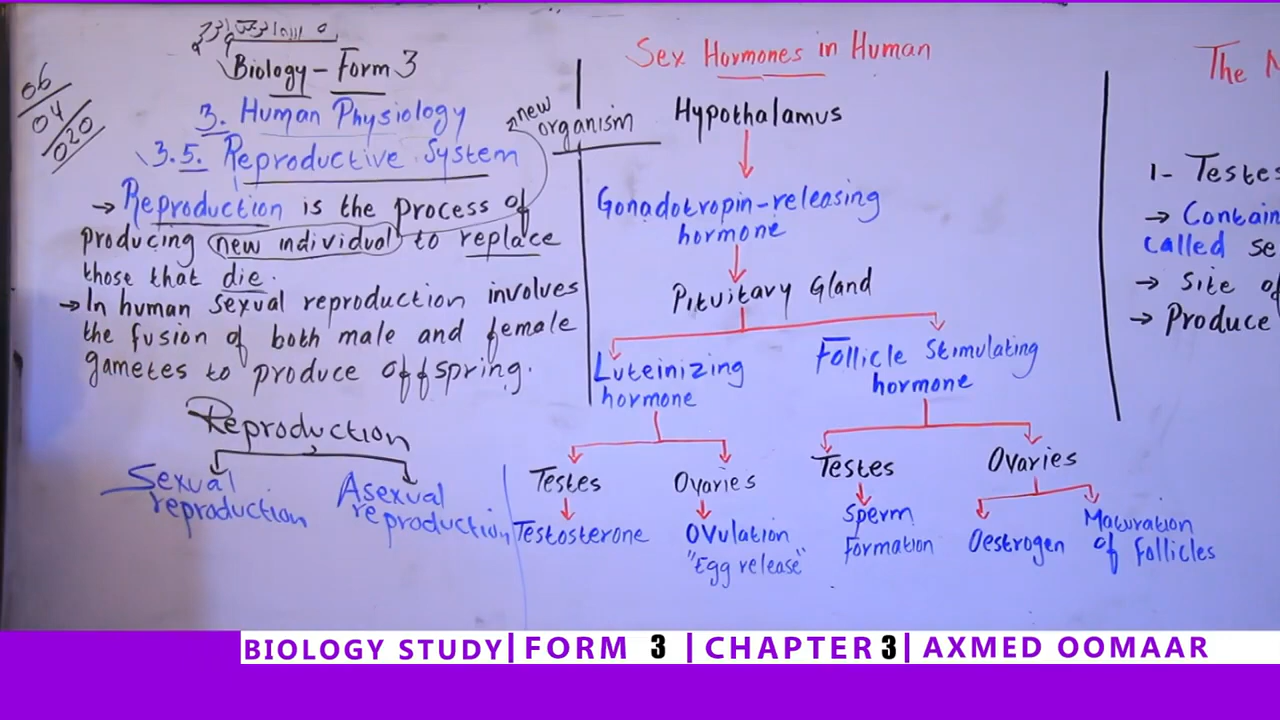 06
04
020
Biology - Form 3
3. Human Physiology
3.5. Reproductive System
→ Reproduction is the process of
producing new individual to replace
those that die.
new
organism
→ In human sexual reproduction involves
the fusion of both male and female
gametes to produce offspring.
Reproduction
Sexual
reproduction
Asexual
reproduction
Sex Hormones in Human
Hypothalamus
Gonadotropin-releasing
hormone
Pituitary Gland
Luteinizing
hormone
Follicle Stimulating
hormone
Testes
Testosterone
Ovaries
Ovulation
"Egg release"
Testes
Sperm
Formation
Ovaries
Oestrogen
Maturation
of Follicles
The
1- Testes
→ Contain
called se
→ Site of
→ Produce
BIOLOGY STUDY| FORM 3 | CHAPTER 3| AXMED OOMAAR